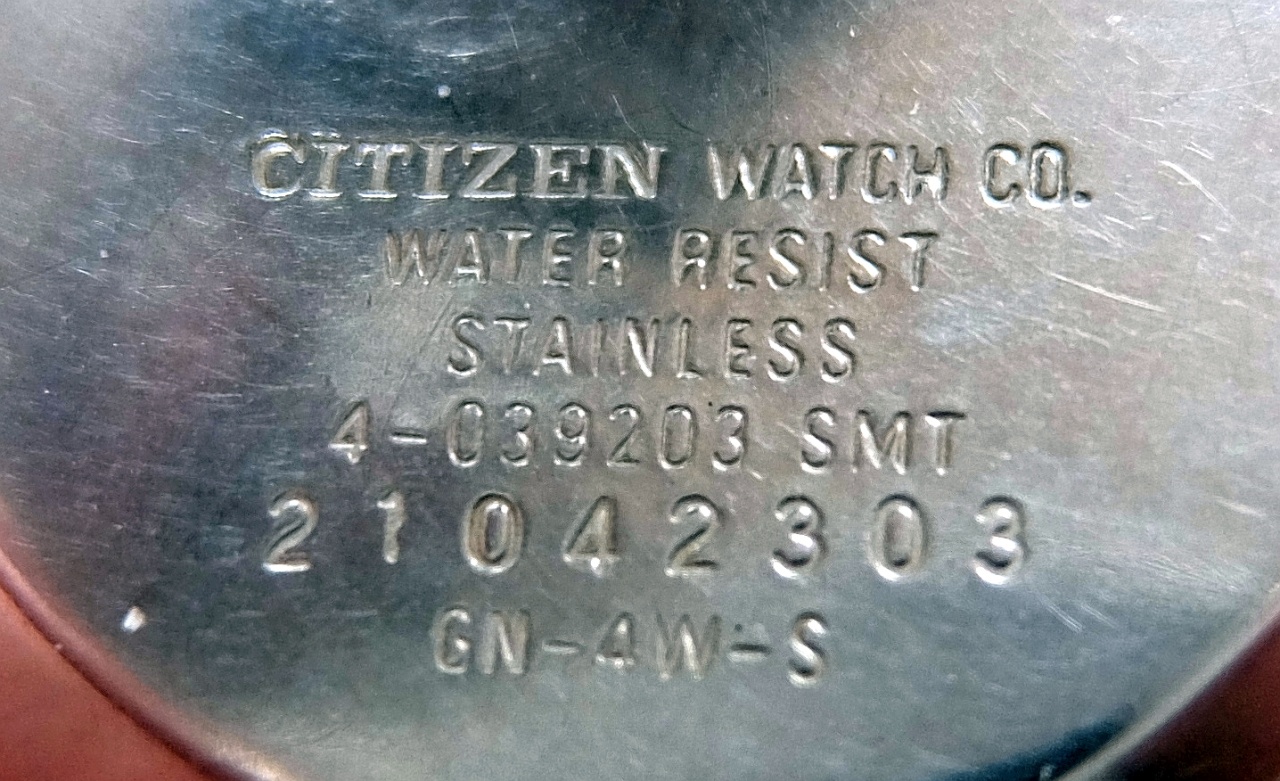 CITIZEN WATCH CO.
WATER RESIST
STAINLESS
4-039203 SMT
21042303
GN-4W-S